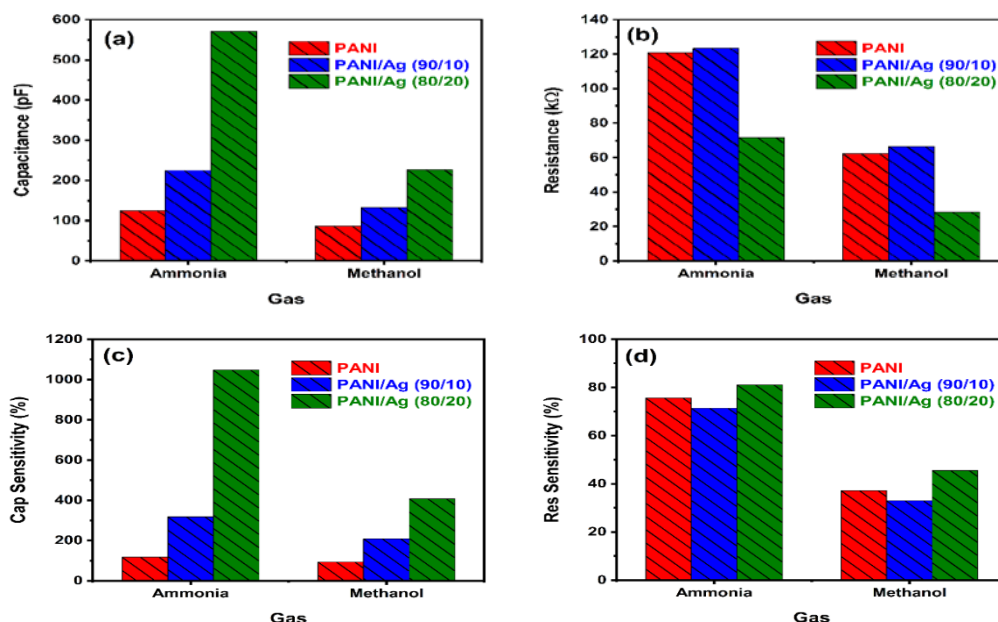 (a)
PANI
PANI/Ag (90/10)
PANI/Ag (80/20)
600
500
400
300
200
100
0
Capacitance (pF)
Ammonia Methanol
Gas
(b)
PANI
PANI/Ag (90/10)
PANI/Ag (80/20)
140
120
100
80
60
40
20
0
Resistance (kΩ)
Ammonia Methanol
Gas
(c)
PANI
PANI/Ag (90/10)
PANI/Ag (80/20)
1200
1000
800
600
400
200
0
Cap Sensitivity (%)
Ammonia Methanol
Gas
(d)
PANI
PANI/Ag (90/10)
PANI/Ag (80/20)
100
80
60
40
20
0
Res Sensitivity (%)
Ammonia Methanol
Gas